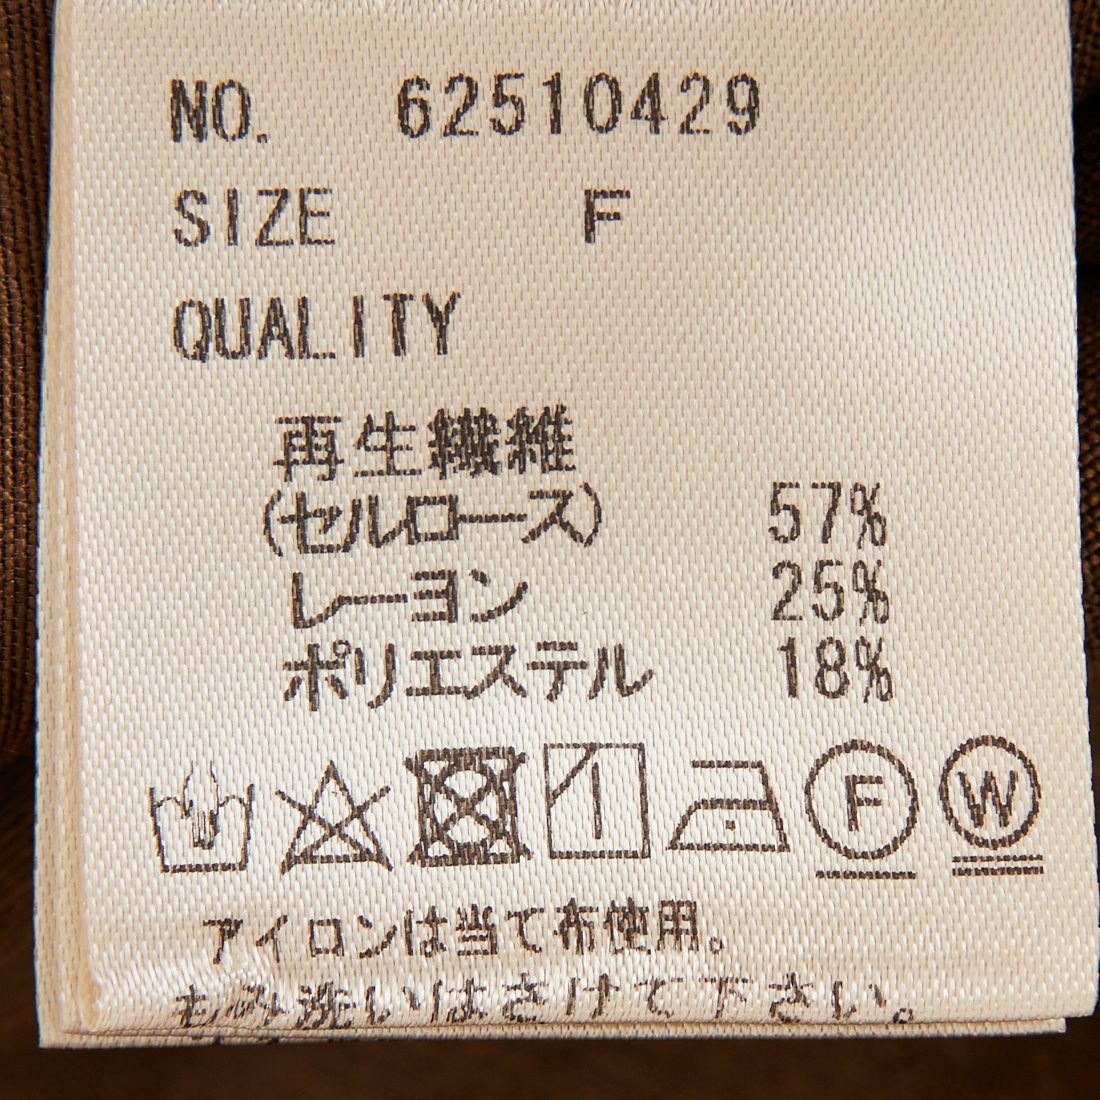 NO. 62510429
SIZE F
QUALITY
再生繊維
(セルロース) 57%
レーヨン 25%
ポリエステル 18%
F W
アイロンは当て布使用。
もみ洗いはさけて下さい。